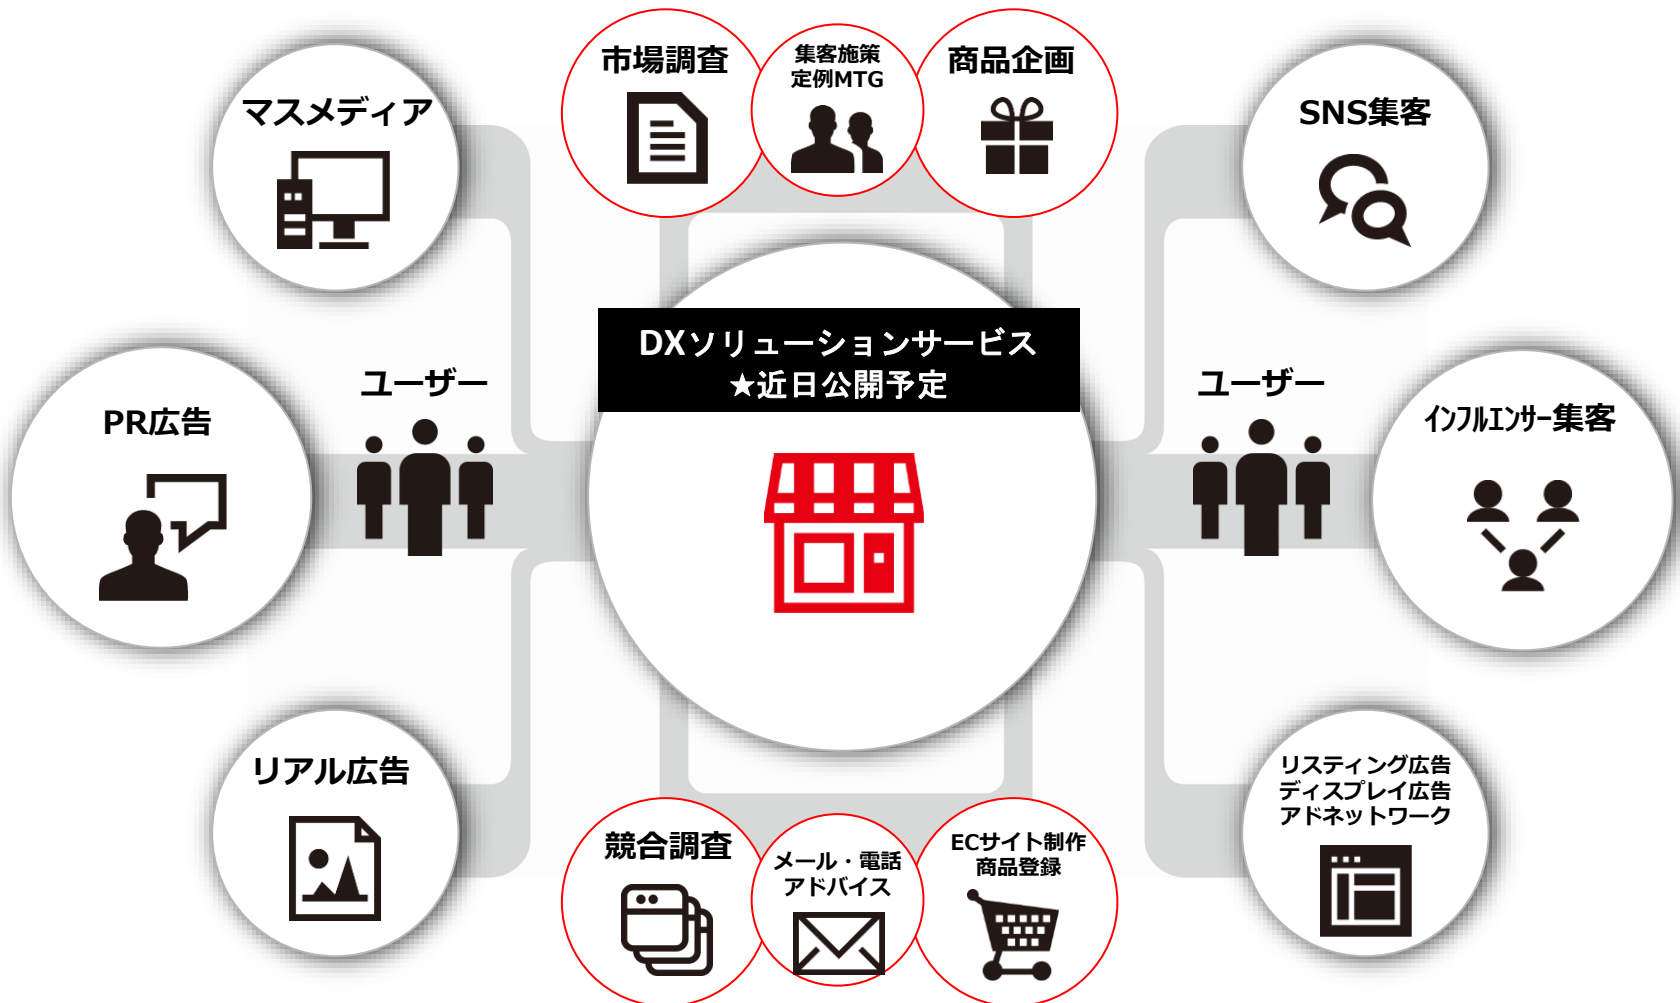 市場調査
集客施策
定例MTG
商品企画
マスメディア
SNS集客
DXソリューションサービス
★近日公開予定
ユーザー
ユーザー
PR広告
インフルエンサー集客
リアル広告
リスティング広告
ディスプレイ広告
アドネットワーク
競合調査
メール・電話
アドバイス
ECサイト制作
商品登録